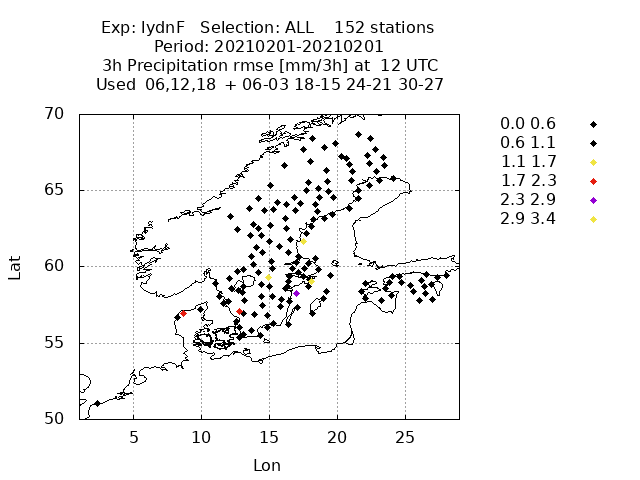 Exp: IydnF   Selection: ALL    152 stations
Period: 20210201-20210201
3h Precipitation rmse [mm/3h] at  12 UTC
Used  06,12,18  + 06-03 18-15 24-21 30-27
0.0 0.6
0.6 1.1
1.1 1.7
1.7 2.3
2.3 2.9
2.9 3.4
70
65
60
55
50
Lat
5 10 15 20 25
Lon